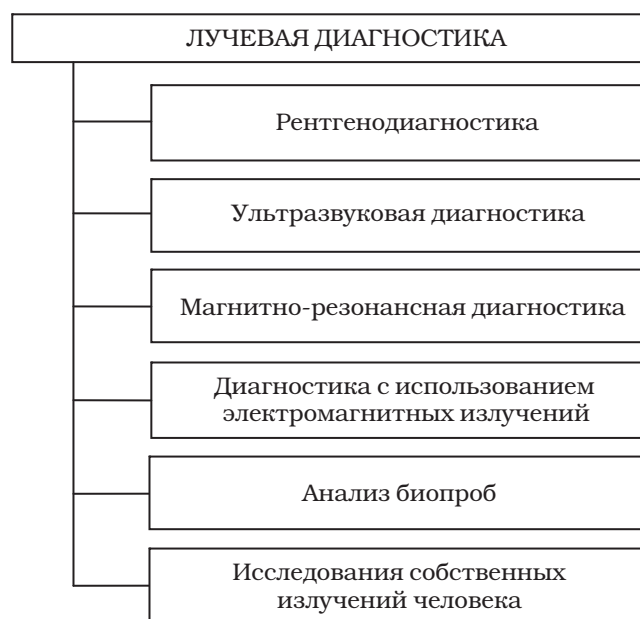 ЛУЧЕВАЯ ДИАГНОСТИКА
Рентгенодиагностика
Ультразвуковая диагностика
Магнитно-резонансная диагностика
Диагностика с использованием
электромагнитных излучений
Анализ биопроб
Исследования собственных
излучений человека